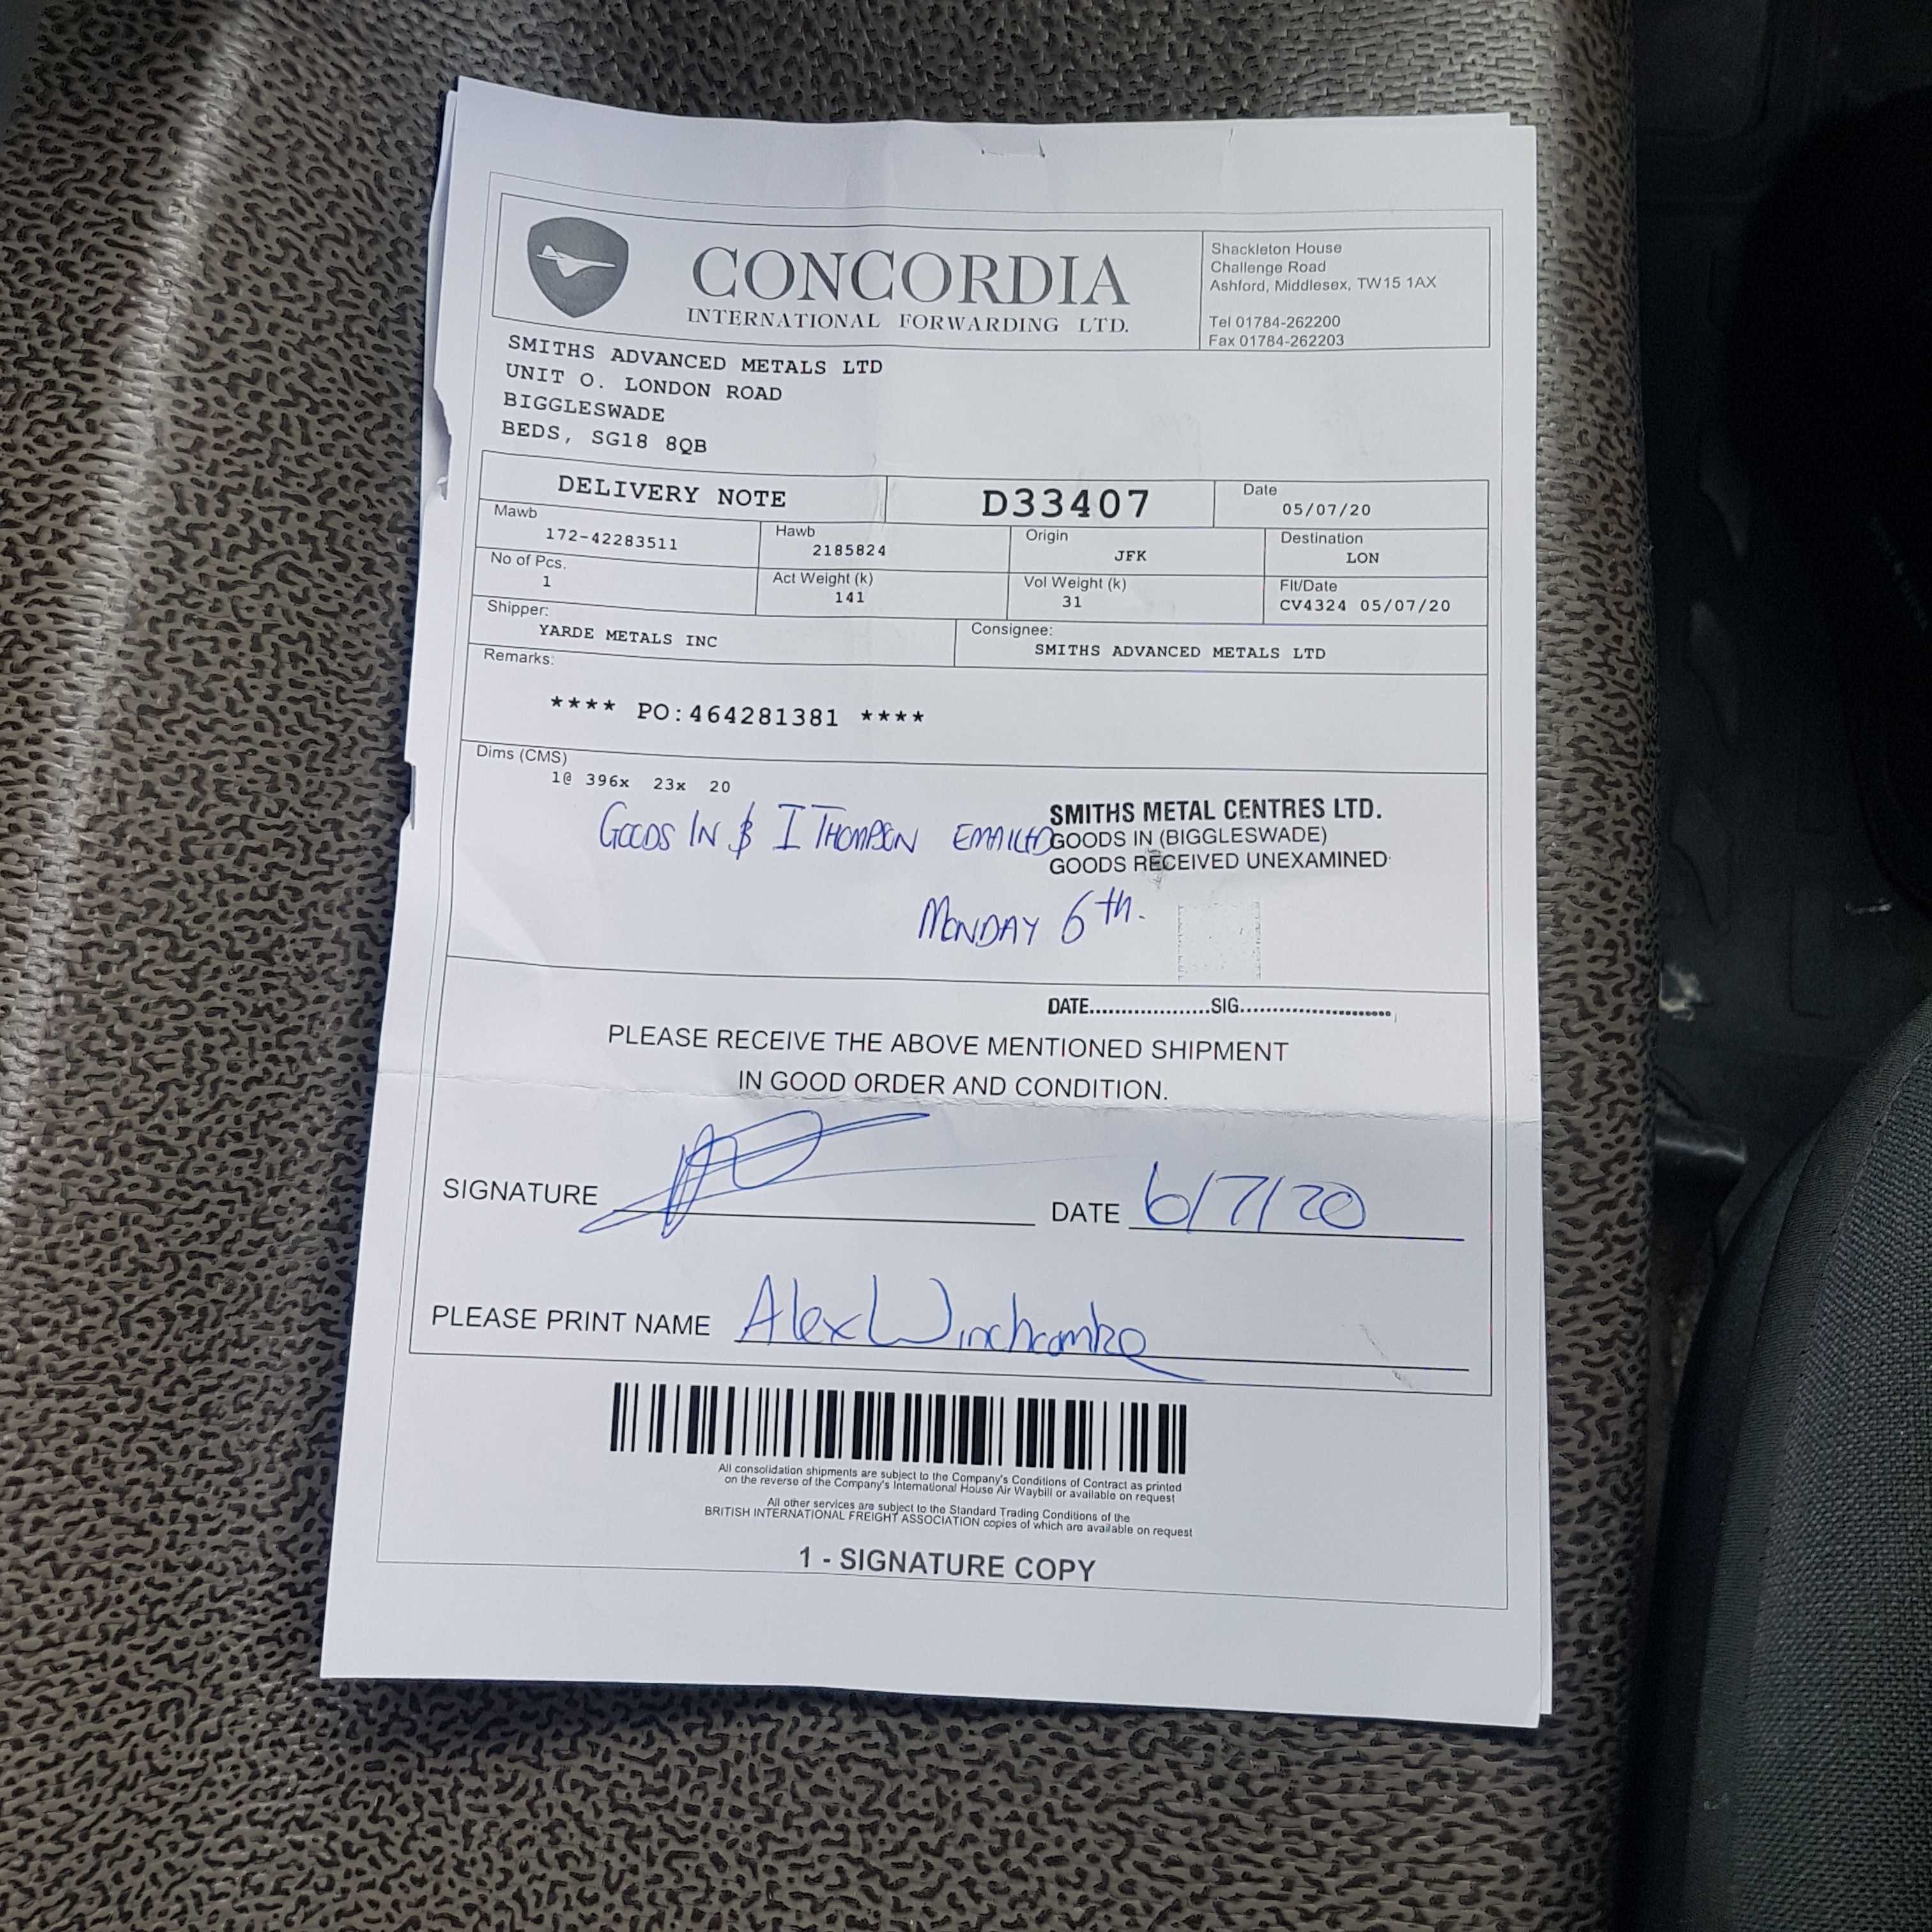 CONCORDIA
INTERNATIONAL FORWARDING LTD.
Shackleton House
Challenge Road
Ashford, Middlesex, TW15 1AX
Tel 01784-262200
Fax 01784-262203
SMITHS ADVANCED METALS LTD
UNIT O. LONDON ROAD
BIGGLESWADE
BEDS, SG18 8QB
DELIVERY NOTE D33407 Date 05/07/20
Mawb 172-42283511 Hawb 2185824 Origin JFK Destination LON
No of Pcs. 1 Act Weight (k) 141 Vol Weight (k) 31 Flt/Date CV4324 05/07/20
Shipper: YARDE METALS INC Consignee: SMITHS ADVANCED METALS LTD
Remarks:
**** PO:464281381 ****
Dims (CMS)
1@ 396x 23x 20
GOODS IN & I THOMPSON EMAILED
SMITHS METAL CENTRES LTD.
GOODS IN (BIGGLESWADE)
GOODS RECEIVED UNEXAMINED
MONDAY 6th.
DATE....................SIG.........................
PLEASE RECEIVE THE ABOVE MENTIONED SHIPMENT
IN GOOD ORDER AND CONDITION.
SIGNATURE DATE 6/7/20
PLEASE PRINT NAME Alex Winchcombe
All consolidation shipments are subject to the Company's Conditions of Contract as printed
on the reverse of the Company's International House Air Waybill or available on request
All other services are subject to the Standard Trading Conditions of the
BRITISH INTERNATIONAL FREIGHT ASSOCIATION copies of which are available on request
1 - SIGNATURE COPY